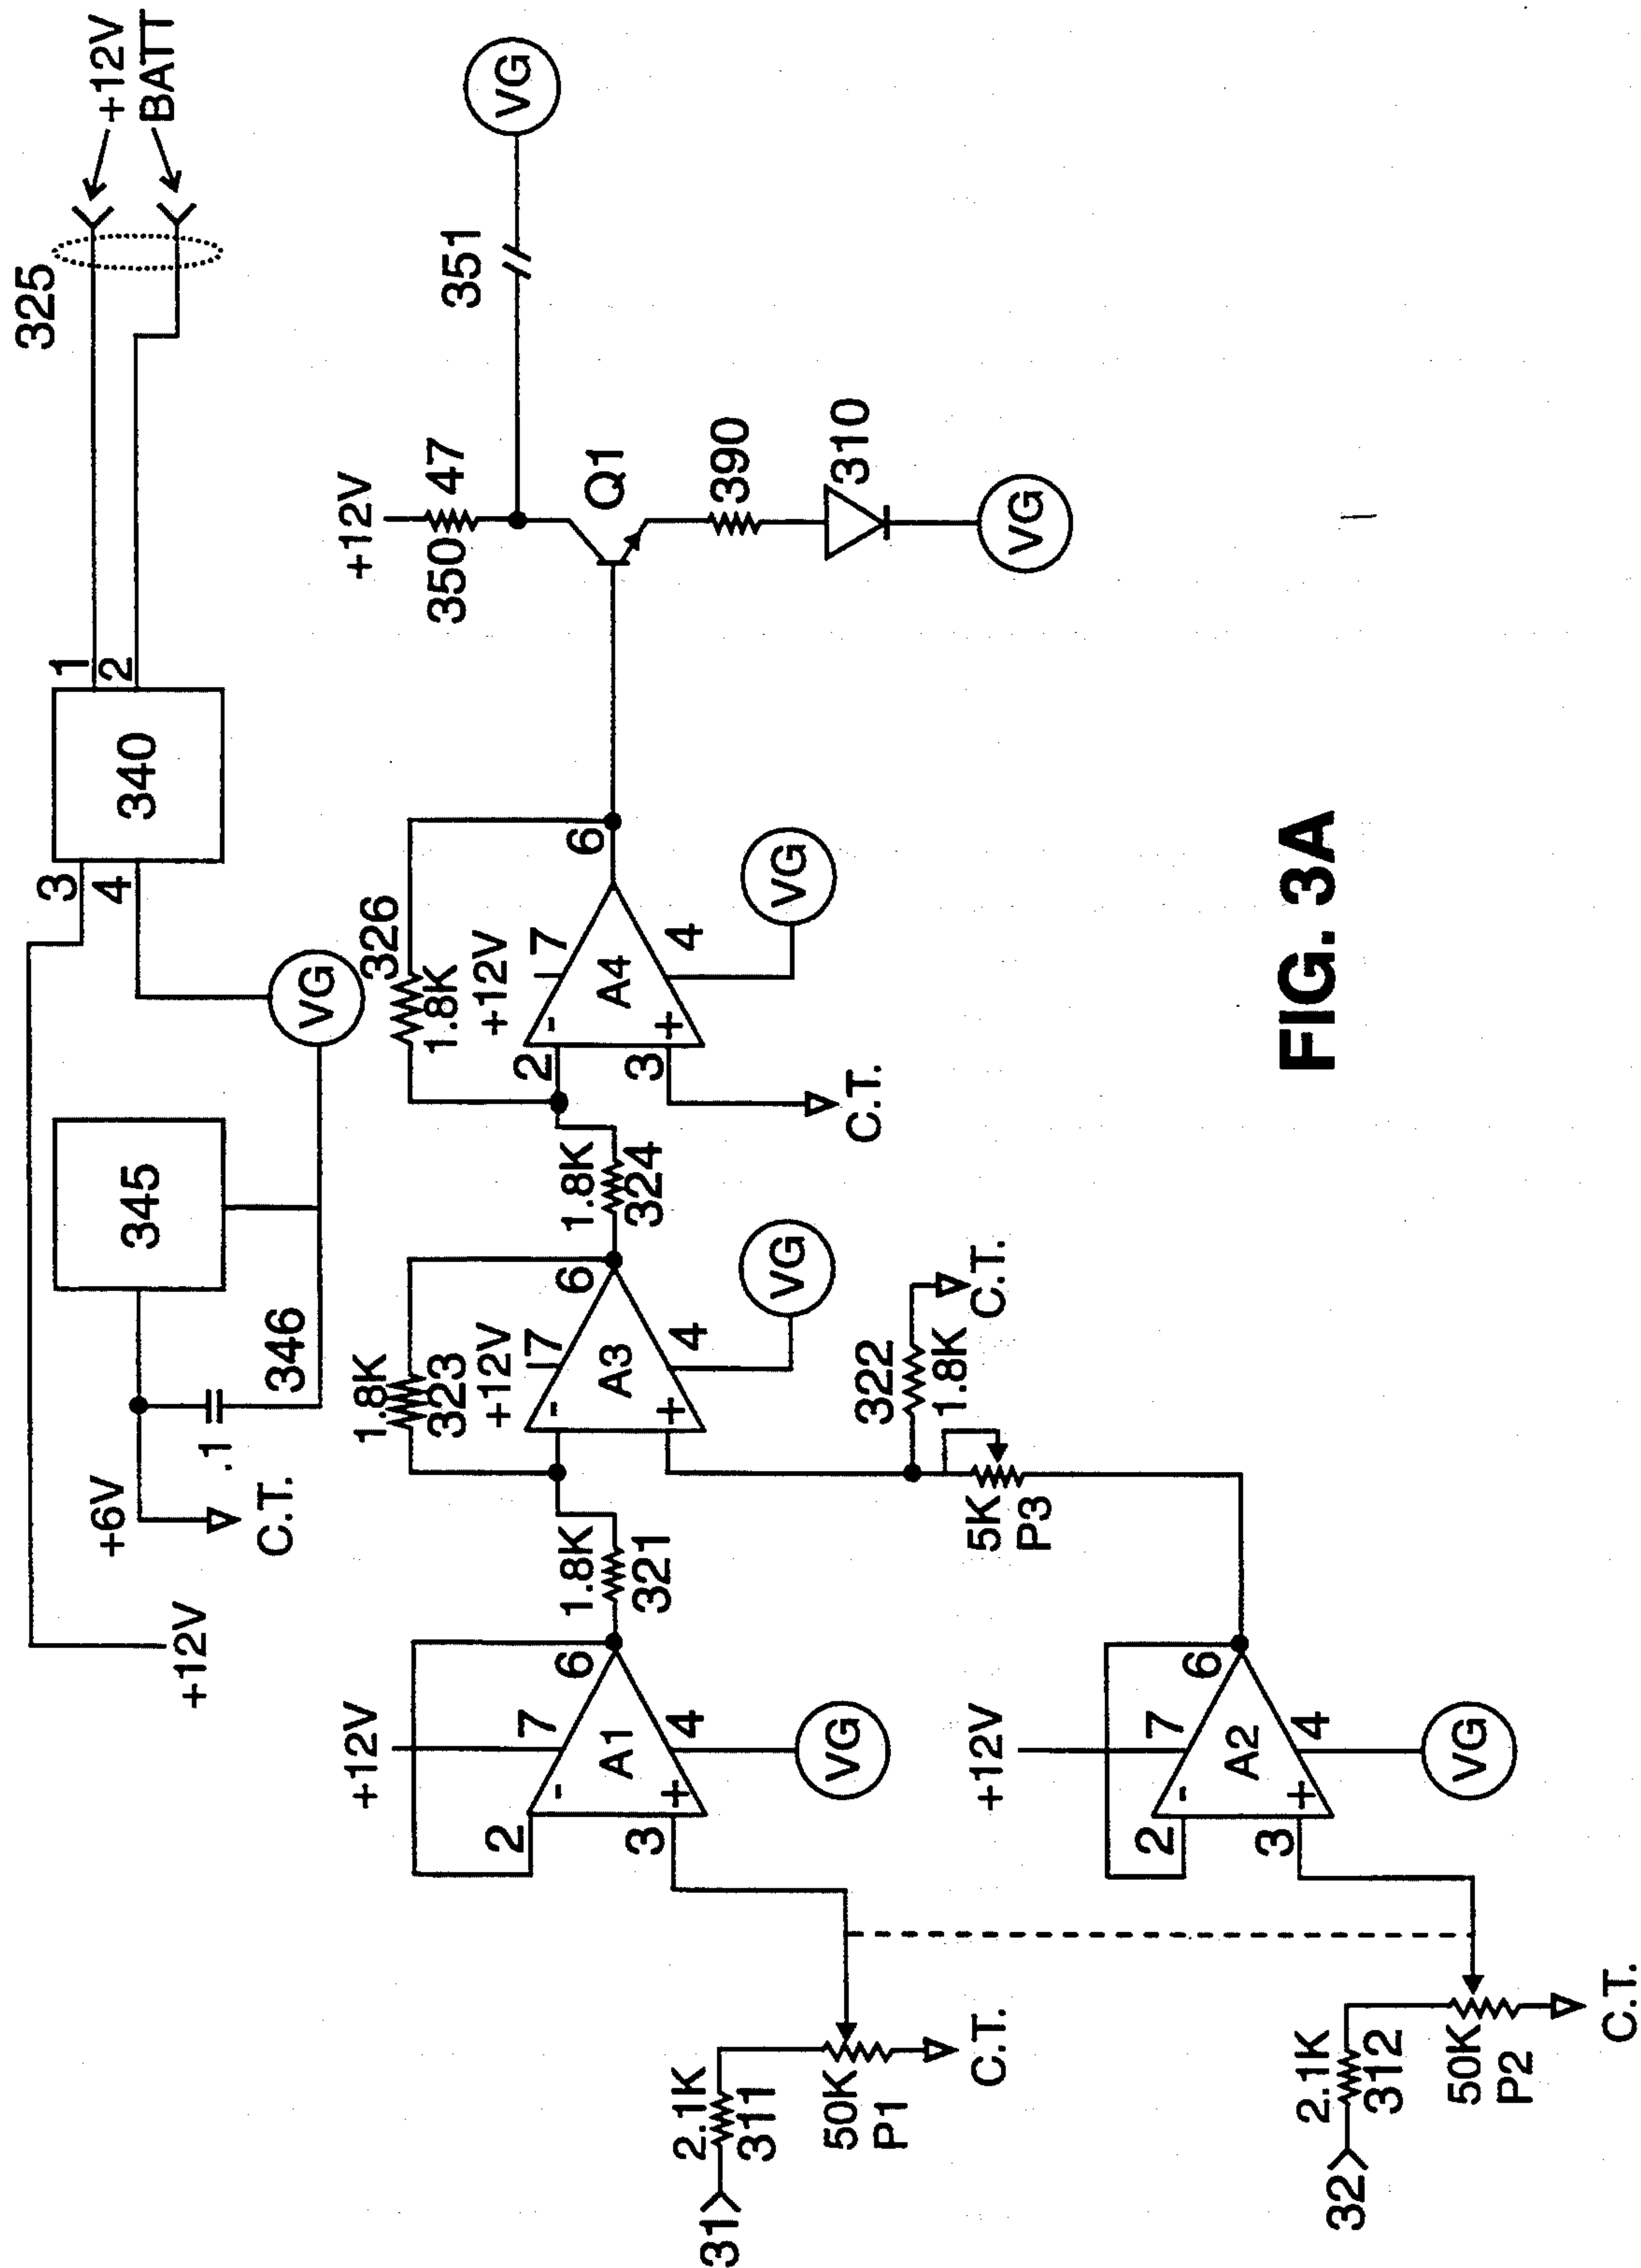 325
+12V
BATT
1
2
340
3
4
VG
345
346
.1
+6V
C.T.
+12V
+12V
350
47
351
VG
Q1
390
310
VG
326
1.8K
+12V
7
2
-
A4
6
3
+
4
VG
C.T.
1.8K
324
1.8K
323
+12V
7
-
A3
6
+
4
VG
322
1.8K
C.T.
5K
P3
1.8K
321
+12V
7
2
-
A1
6
3
+
4
VG
+12V
7
2
-
A2
6
3
+
4
VG
31
2.1K
311
50K
P1
C.T.
32
2.1K
312
50K
P2
C.T.
FIG. 3A